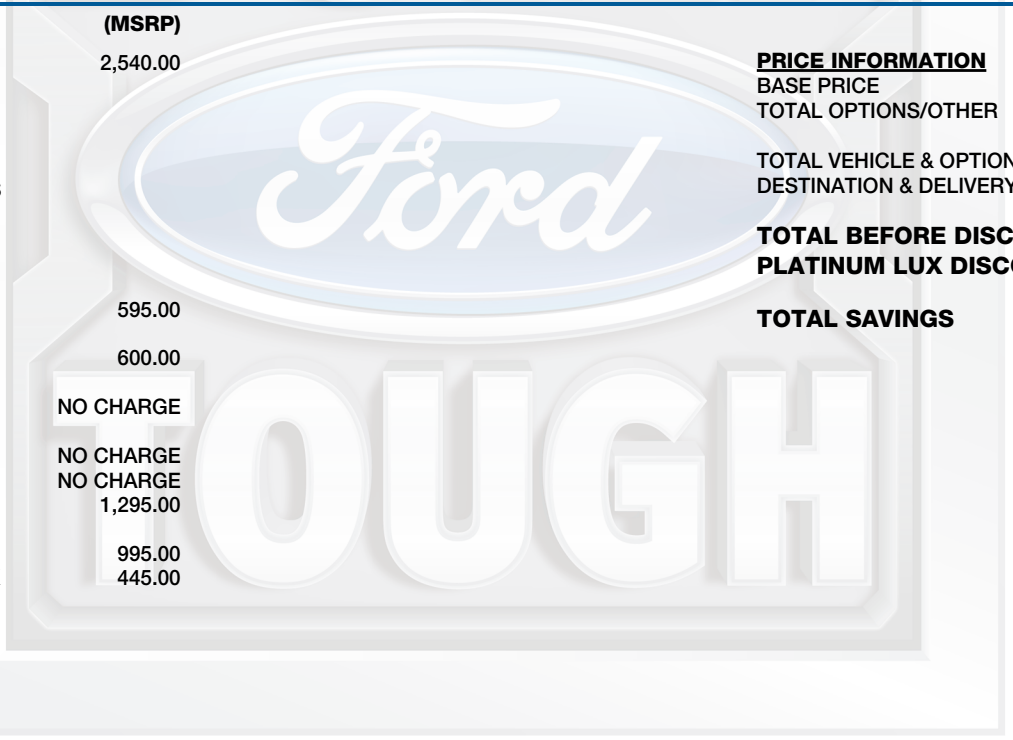 (MSRP)
2,540.00
595.00
600.00
NO CHARGE
NO CHARGE
NO CHARGE
1,295.00
995.00
445.00
PRICE INFORMATION
BASE PRICE
TOTAL OPTIONS/OTHER
TOTAL VEHICLE & OPTION
DESTINATION & DELIVERY
TOTAL BEFORE DISC
PLATINUM LUX DISC
TOTAL SAVINGS
Ford
TOUGH